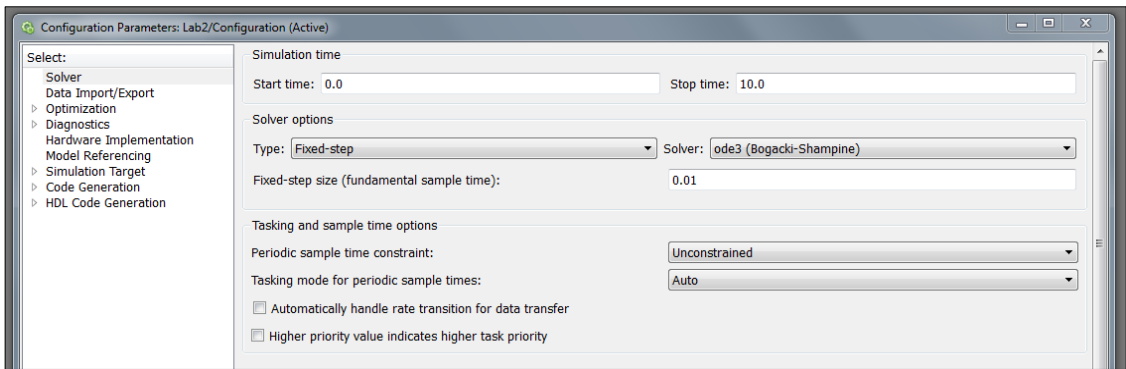 Configuration Parameters: Lab2/Configuration (Active)
Select:
Solver
Data Import/Export
Optimization
Diagnostics
Hardware Implementation
Model Referencing
Simulation Target
Code Generation
HDL Code Generation
Simulation time
Start time: 0.0 Stop time: 10.0
Solver options
Type: Fixed-step Solver: ode3 (Bogacki-Shampine)
Fixed-step size (fundamental sample time): 0.01
Tasking and sample time options
Periodic sample time constraint: Unconstrained
Tasking mode for periodic sample times: Auto
Automatically handle rate transition for data transfer
Higher priority value indicates higher task priority